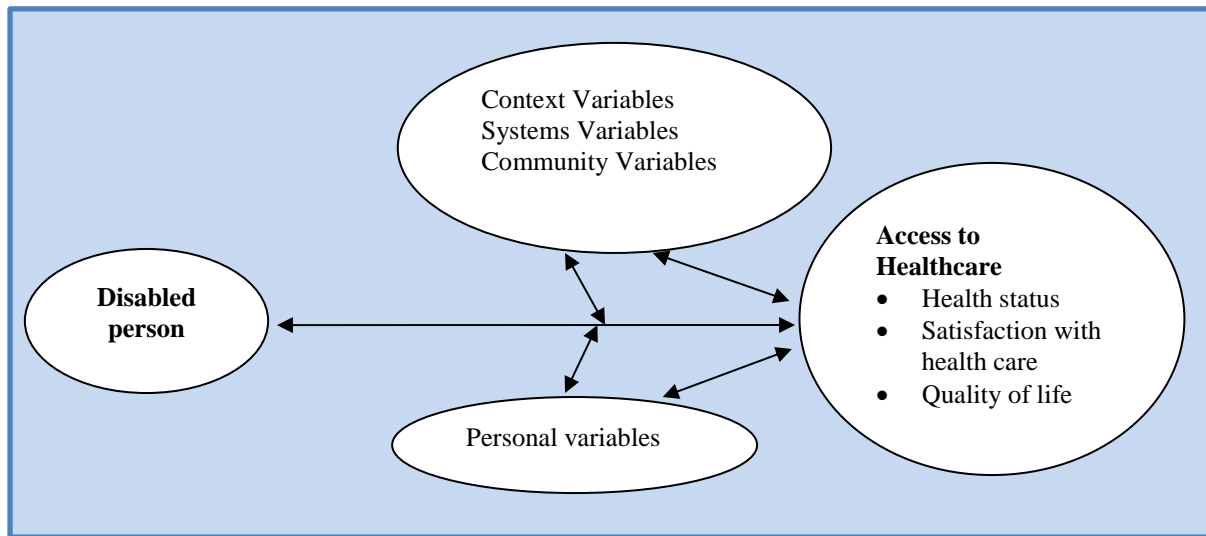 Context Variables
Systems Variables
Community Variables
Disabled
person
Access to
Healthcare
• Health status
• Satisfaction with
health care
• Quality of life
Personal variables